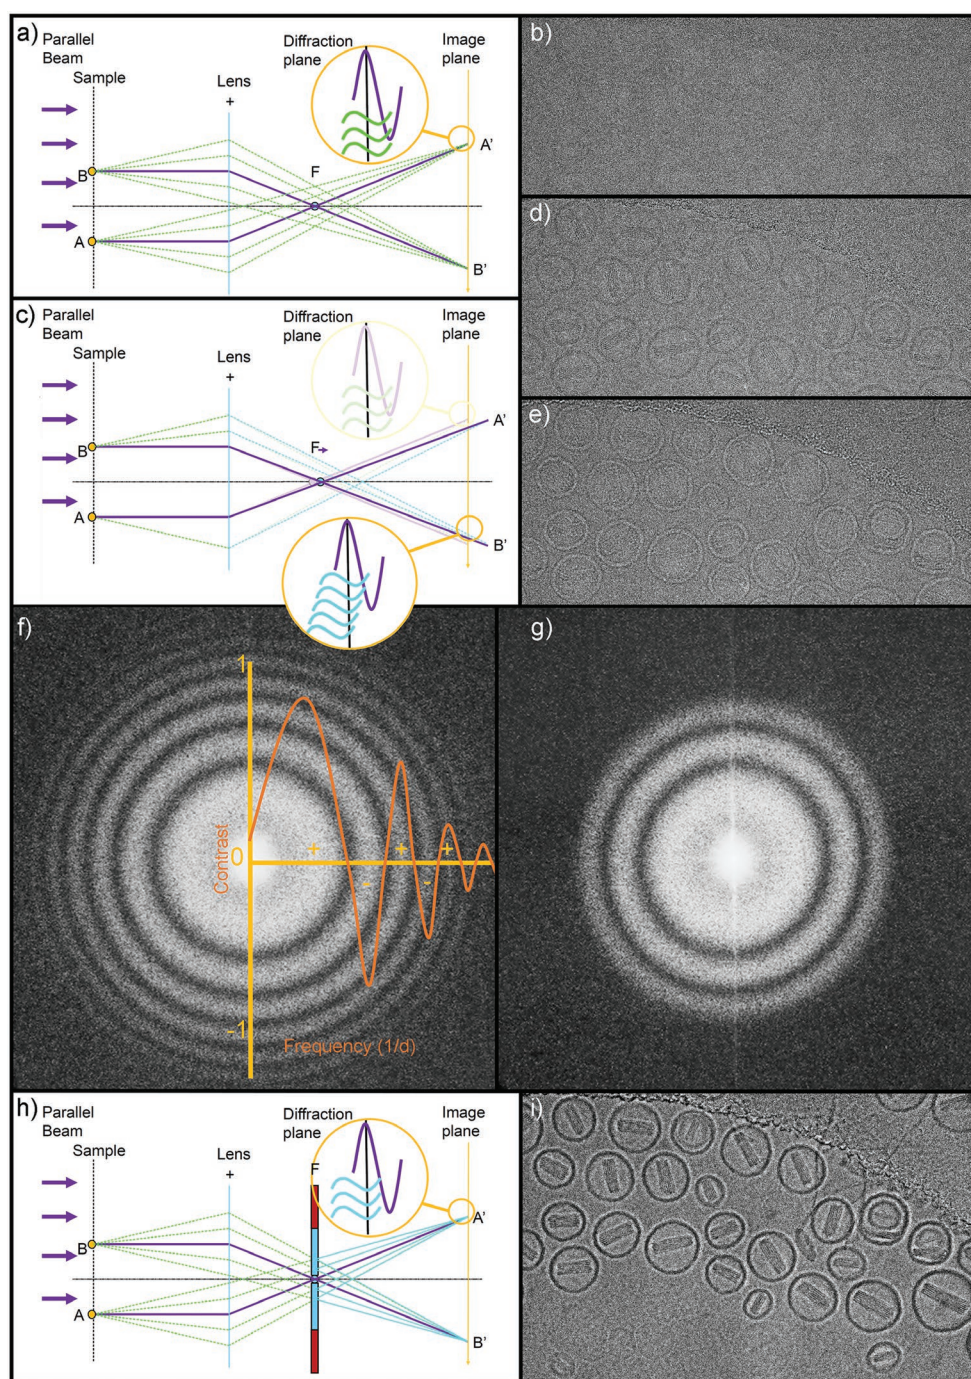 a)
Parallel
Beam
Sample
Lens
+
Diffraction
plane
Image
plane
B
A
F
A'
B'
b)
c)
Parallel
Beam
Sample
Lens
+
Diffraction
plane
Image
plane
B
A
F
A'
B'
d)
e)
f)
1
0
-1
Contrast
+
-
+
-
+
Frequency (1/d)
g)
h)
Parallel
Beam
Sample
Lens
+
Diffraction
plane
F
Image
plane
B
A
A'
B'
i)